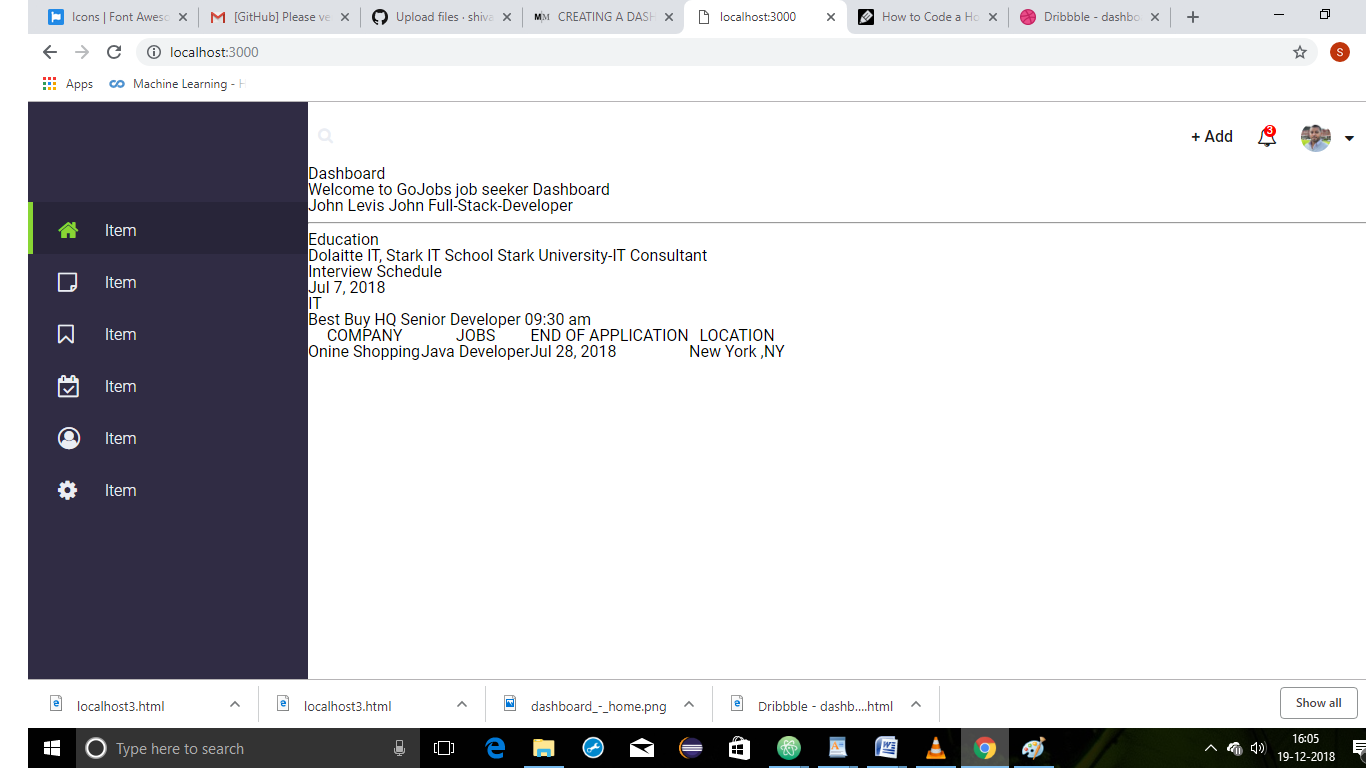 Icons | Font Aweso
[GitHub] Please ve
Upload files · shiva
M|M CREATING A DASH
localhost:3000
How to Code a Ho
Dribbble - dashbo
localhost:3000
S
Apps
Machine Learning - H
+ Add
3
Dashboard
Welcome to GoJobs job seeker Dashboard
John Levis John Full-Stack-Developer
Item
Education
Dolaitte IT, Stark IT School Stark University-IT Consultant
Interview Schedule
Item
Jul 7, 2018
IT
Best Buy HQ Senior Developer 09:30 am
Item
COMPANY JOBS END OF APPLICATION LOCATION
Onine Shopping Java Developer Jul 28, 2018 New York ,NY
Item
Item
Item
localhost3.html
localhost3.html
dashboard_-_home.png
Dribbble - dashb....html
Show all
Type here to search
16:05
19-12-2018